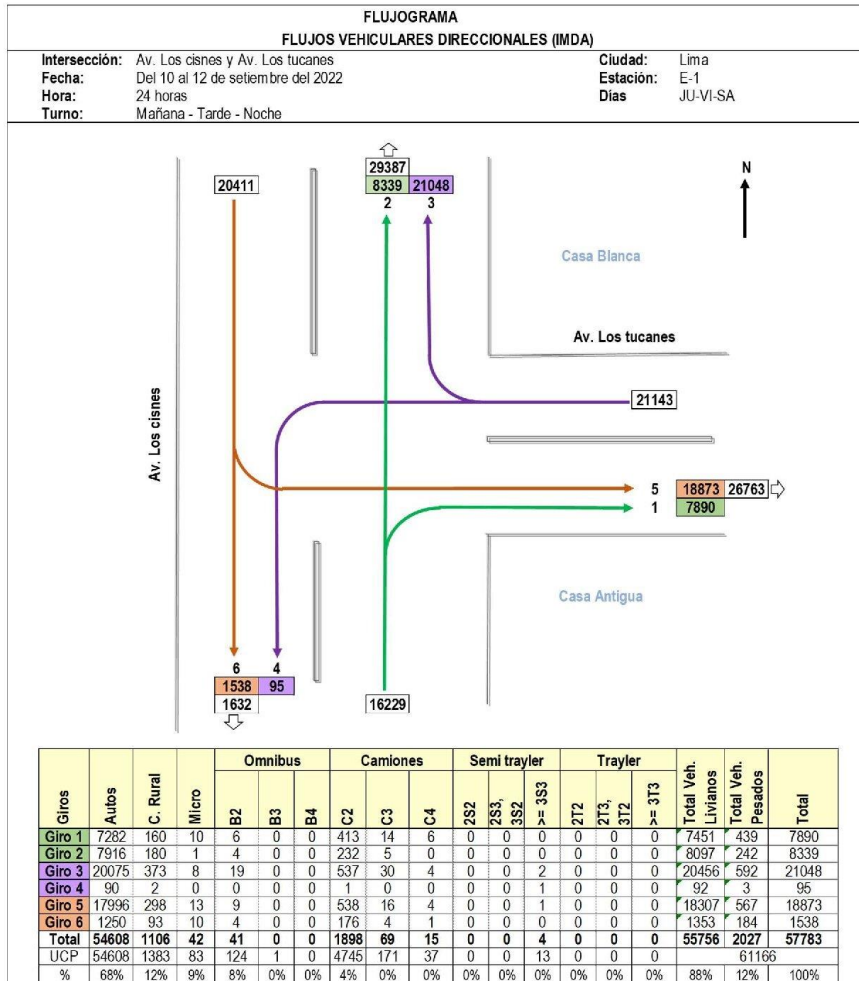 FLUJOGRAMA
FLUJOS VEHICULARES DIRECCIONALES (IMDA)
Intersección: Av. Los cisnes y Av. Los tucanes Ciudad: Lima
Fecha: Del 10 al 12 de setiembre del 2022 Estación: E-1
Hora: 24 horas Días JU-VI-SA
Turno: Mañana - Tarde - Noche
29387
20411 8339 21048 N
2 3
Casa Blanca
Av. Los tucanes
21143
Av. Los cisnes
5 18873 26763
1 7890
Casa Antigua
6 4
1538 95
1632 16229
Giros Autos C. Rural Micro Omnibus Camiones Semi trayler Trayler Total Veh. Livianos Total Veh. Pesados Total
B2 B3 B4 C2 C3 C4 2S2 2S3, 3S2 >= 3S3 2T2 2T3, 3T2 >= 3T3
Giro 1 7282 160 10 6 0 0 413 14 6 0 0 0 0 0 0 7451 439 7890
Giro 2 7916 180 1 4 0 0 232 5 0 0 0 0 0 0 0 8097 242 8339
Giro 3 20075 373 8 19 0 0 537 30 4 0 0 2 0 0 0 20456 592 21048
Giro 4 90 2 0 0 0 0 1 0 0 0 0 1 0 0 0 92 3 95
Giro 5 17996 298 13 9 0 0 538 16 4 0 0 1 0 0 0 18307 567 18873
Giro 6 1250 93 10 4 0 0 176 4 1 0 0 0 0 0 0 1353 184 1538
Total 54608 1106 42 41 0 0 1898 69 15 0 0 4 0 0 0 55756 2027 57783
UCP 54608 1383 83 124 1 0 4745 171 37 0 0 13 0 0 0 61166
% 68% 12% 9% 8% 0% 0% 4% 0% 0% 0% 0% 0% 0% 0% 0% 88% 12% 100%